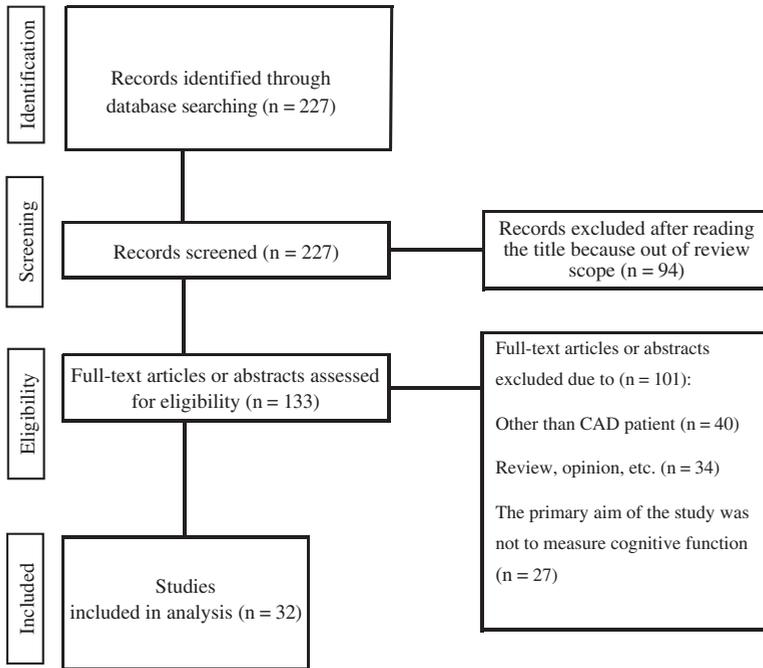 Identification
Records identified through
database searching (n = 227)
Screening
Records screened (n = 227)
Records excluded after reading
the title because out of review
scope (n = 94)
Eligibility
Full-text articles or abstracts assessed
for eligibility (n = 133)
Full-text articles or abstracts
excluded due to (n = 101):
Other than CAD patient (n = 40)
Review, opinion, etc. (n = 34)
The primary aim of the study was
not to measure cognitive function
(n = 27)
Included
Studies
included in analysis (n = 32)